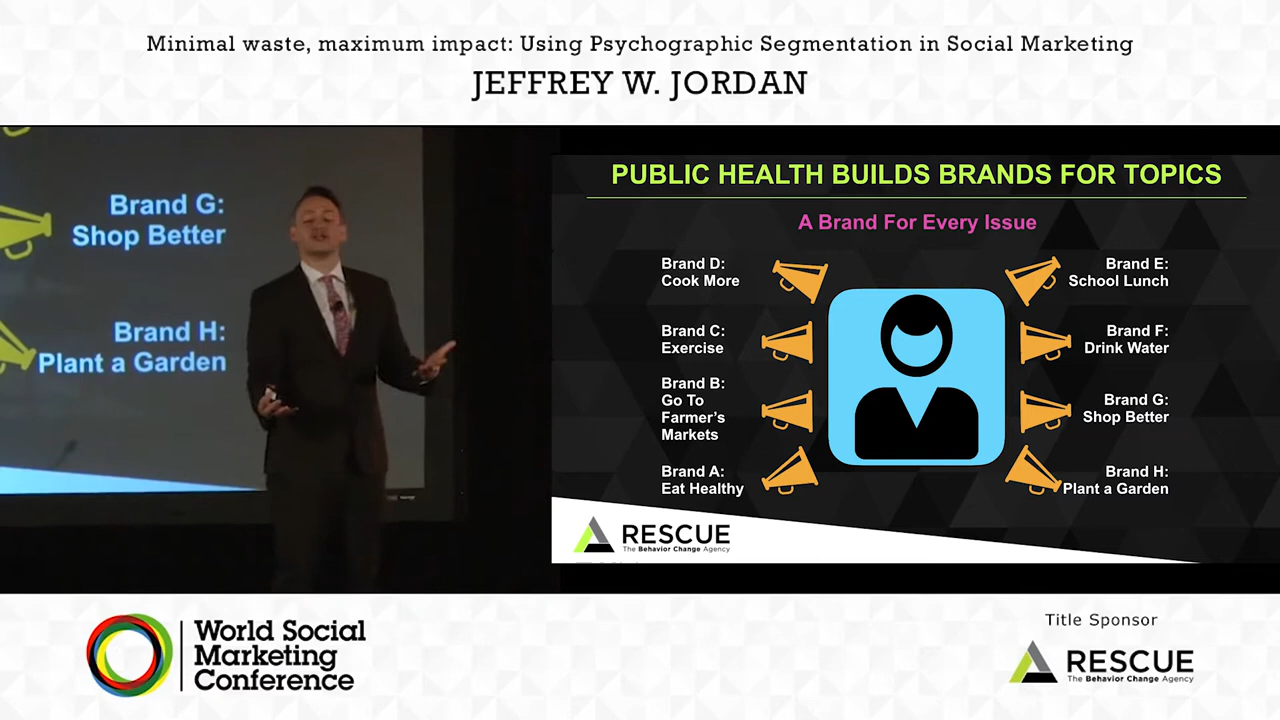 Minimal waste, maximum impact: Using Psychographic Segmentation in Social Marketing
JEFFREY W. JORDAN
Brand G:
Shop Better
Brand H:
Plant a Garden
PUBLIC HEALTH BUILDS BRANDS FOR TOPICS
A Brand For Every Issue
Brand D:
Cook More
Brand C:
Exercise
Brand B:
Go To
Farmer's
Markets
Brand A:
Eat Healthy
Brand E:
School Lunch
Brand F:
Drink Water
Brand G:
Shop Better
Brand H:
Plant a Garden
RESCUE
The Behavior Change Agency
World Social
Marketing
Conference
Title Sponsor
RESCUE
The Behavior Change Agency